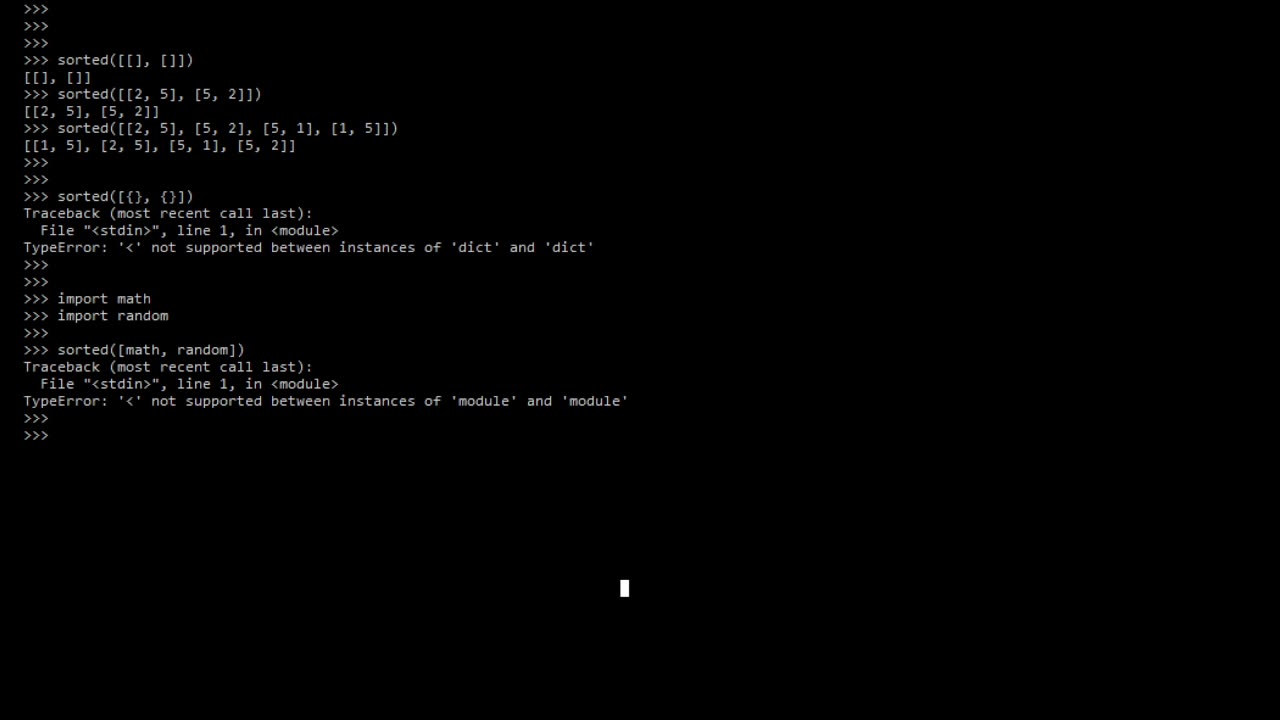 >>>
>>>
>>>
>>> sorted([[], []])
[[], []]
>>> sorted([[2, 5], [5, 2]])
[[2, 5], [5, 2]]
>>> sorted([[2, 5], [5, 2], [5, 1], [1, 5]])
[[1, 5], [2, 5], [5, 1], [5, 2]]
>>>
>>>
>>> sorted([{}, {}])
Traceback (most recent call last):
  File "<stdin>", line 1, in <module>
TypeError: '<' not supported between instances of 'dict' and 'dict'
>>>
>>>
>>> import math
>>> import random
>>>
>>> sorted([math, random])
Traceback (most recent call last):
  File "<stdin>", line 1, in <module>
TypeError: '<' not supported between instances of 'module' and 'module'
>>>
>>>